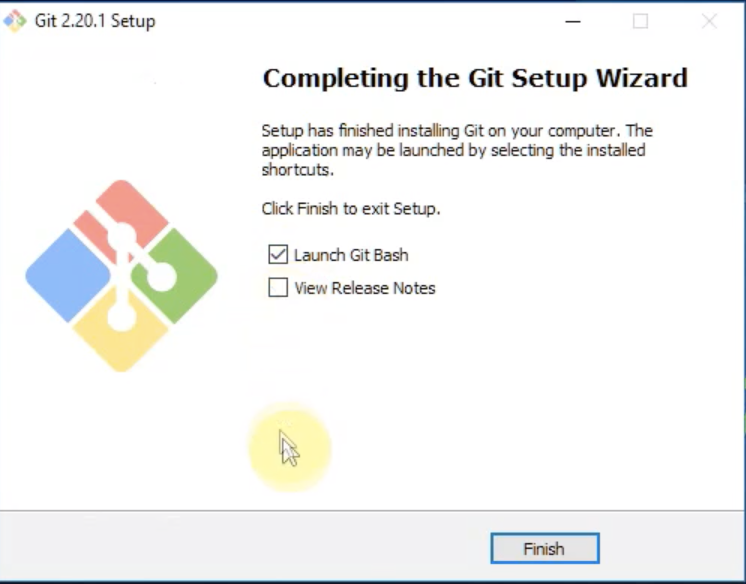 Git 2.20.1 Setup
Completing the Git Setup Wizard
Setup has finished installing Git on your computer. The
application may be launched by selecting the installed
shortcuts.
Click Finish to exit Setup.
Launch Git Bash
View Release Notes
Finish